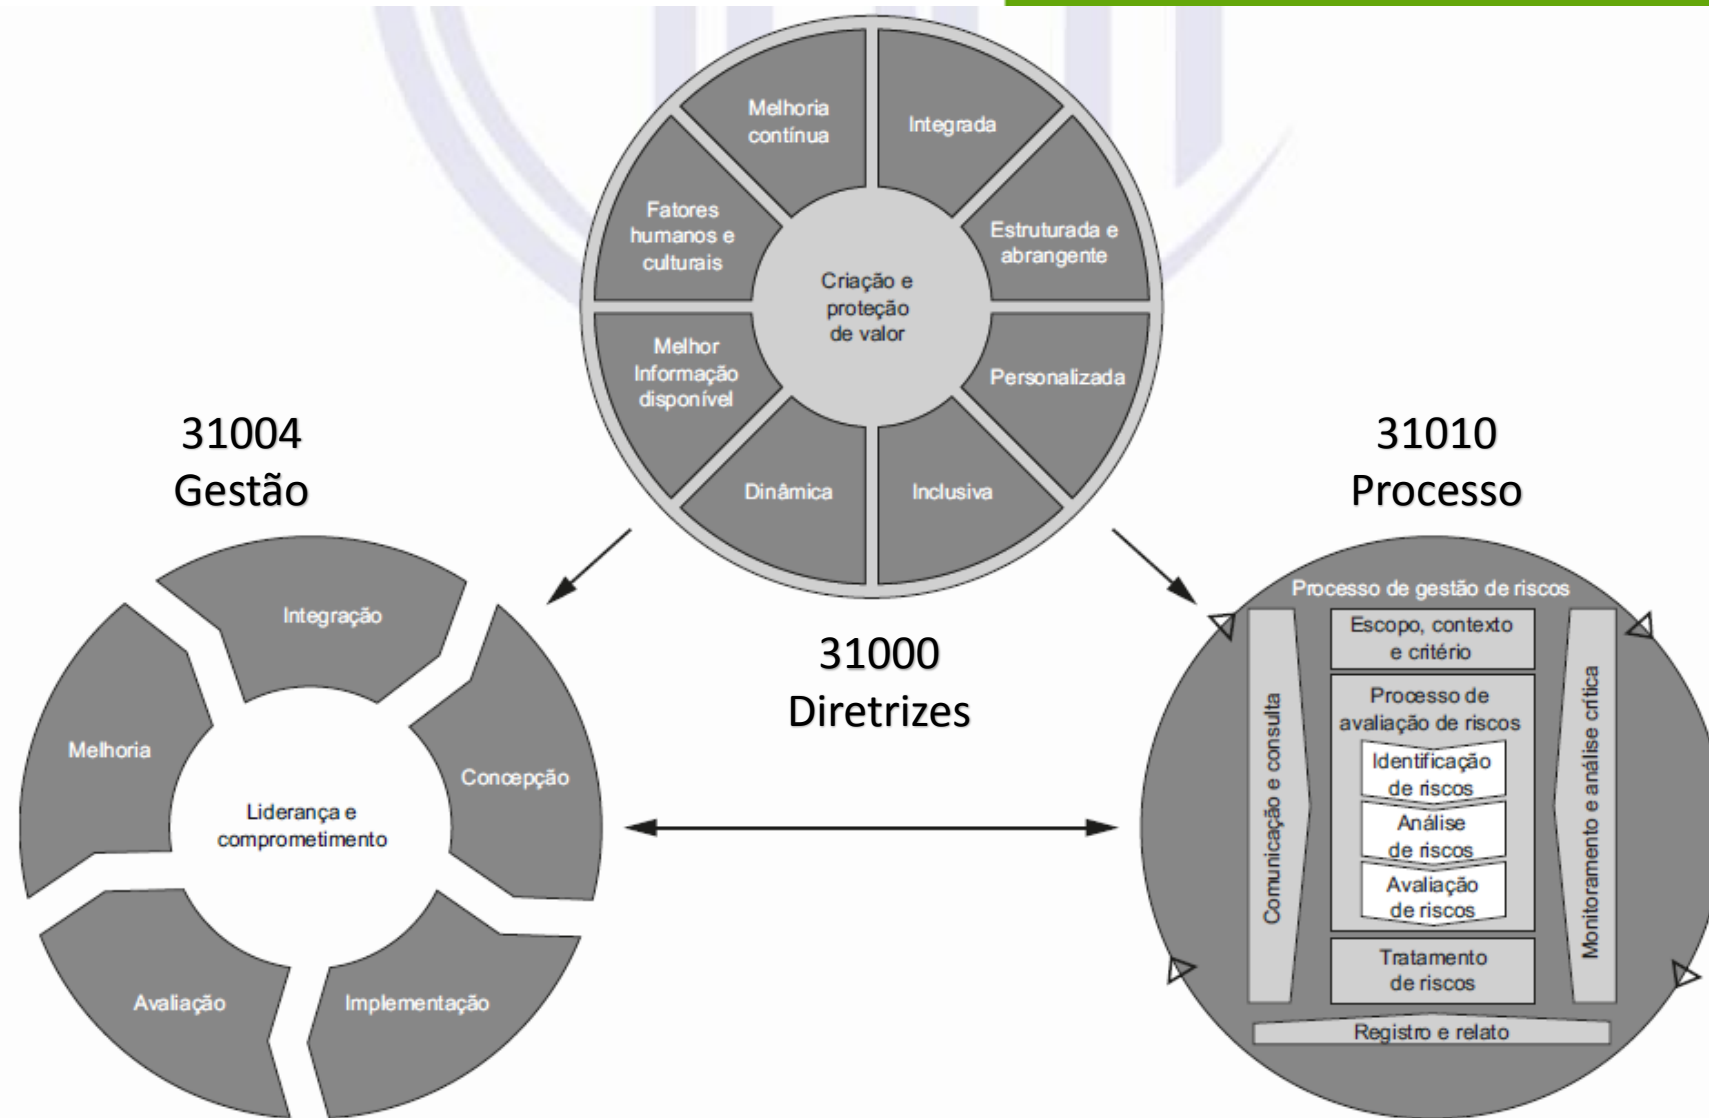 Melhoria
contínua
Integrada
Fatores
humanos e
culturais
Estruturada e
abrangente
Criação e
proteção
de valor
Melhor
Informação
disponível
Personalizada
Dinâmica
Inclusiva
31004
Gestão
31010
Processo
31000
Diretrizes
Integração
Melhoria
Concepção
Liderança e
comprometimento
Avaliação
Implementação
Processo de gestão de riscos
Escopo, contexto
e critério
Comunicação e consulta
Processo de
avaliação de riscos
Identificação
de riscos
Análise
de riscos
Avaliação
de riscos
Monitoramento e análise crítica
Tratamento
de riscos
Registro e relato